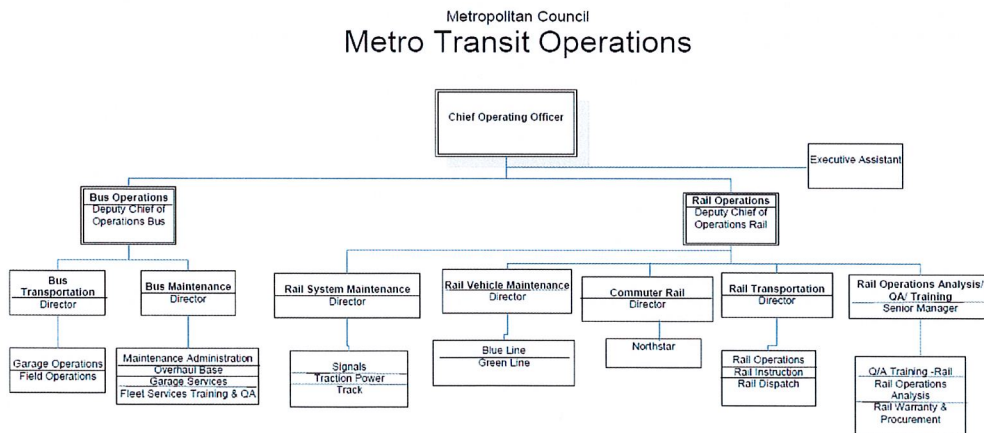 Metropolitan Council
Metro Transit Operations
Chief Operating Officer
Executive Assistant
Bus Operations
Deputy Chief of
Operations Bus
Rail Operations
Deputy Chief of
Operations Rail
Bus
Transportation
Director
Bus Maintenance
Director
Rail System Maintenance
Director
Rail Vehicle Maintenance
Director
Commuter Rail
Director
Rail Transportation
Director
Rail Operations Analysis/
QA/ Training
Senior Manager
Garage Operations
Field Operations
Maintenance Administration
Overhaul Base
Garage Services
Fleet Services Training & QA
Signals
Traction Power
Track
Blue Line
Green Line
Northstar
Rail Operations
Rail Instruction
Rail Dispatch
Q/A Training -Rail
Rail Operations
Analysis
Rail Warranty &
Procurement